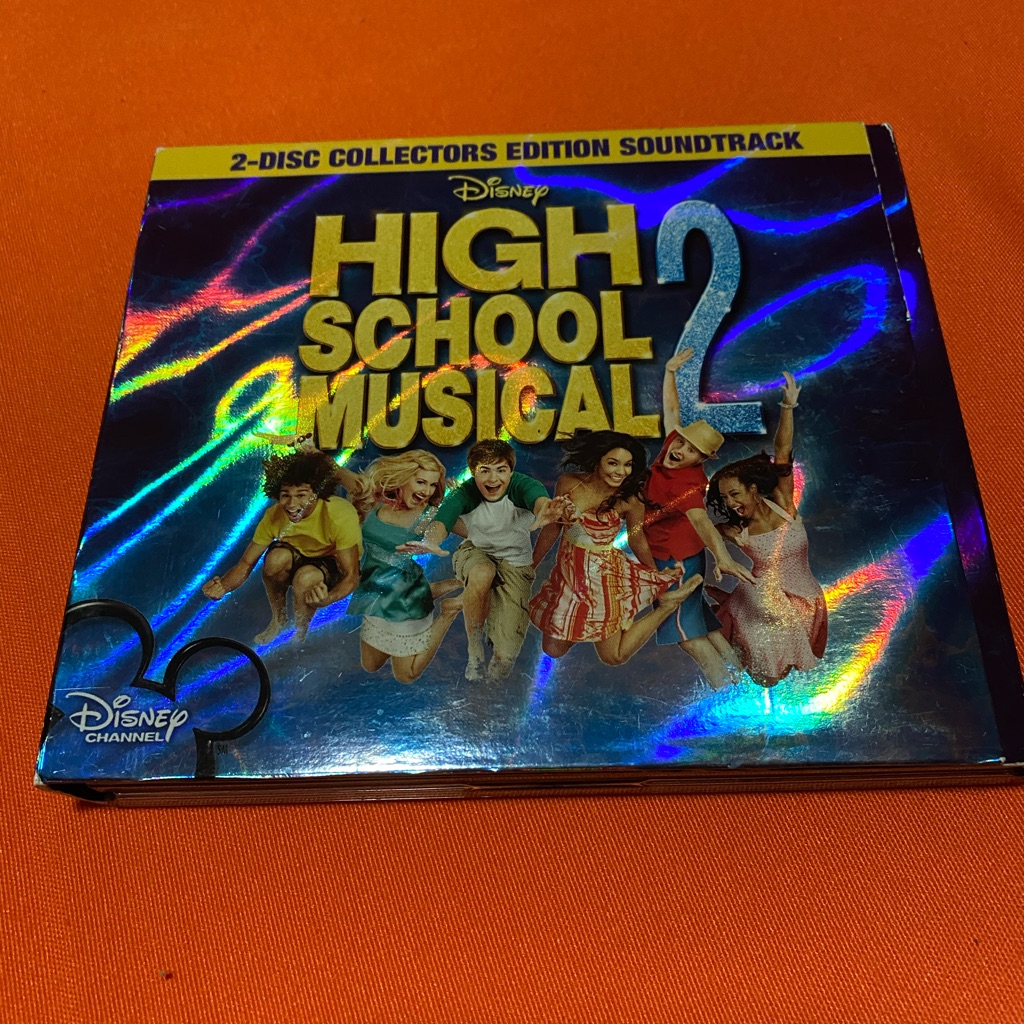 2-DISC COLLECTORS EDITION SOUNDTRACK
DISNEY
HIGH
SCHOOL
MUSICAL 2
DISNEY
CHANNEL